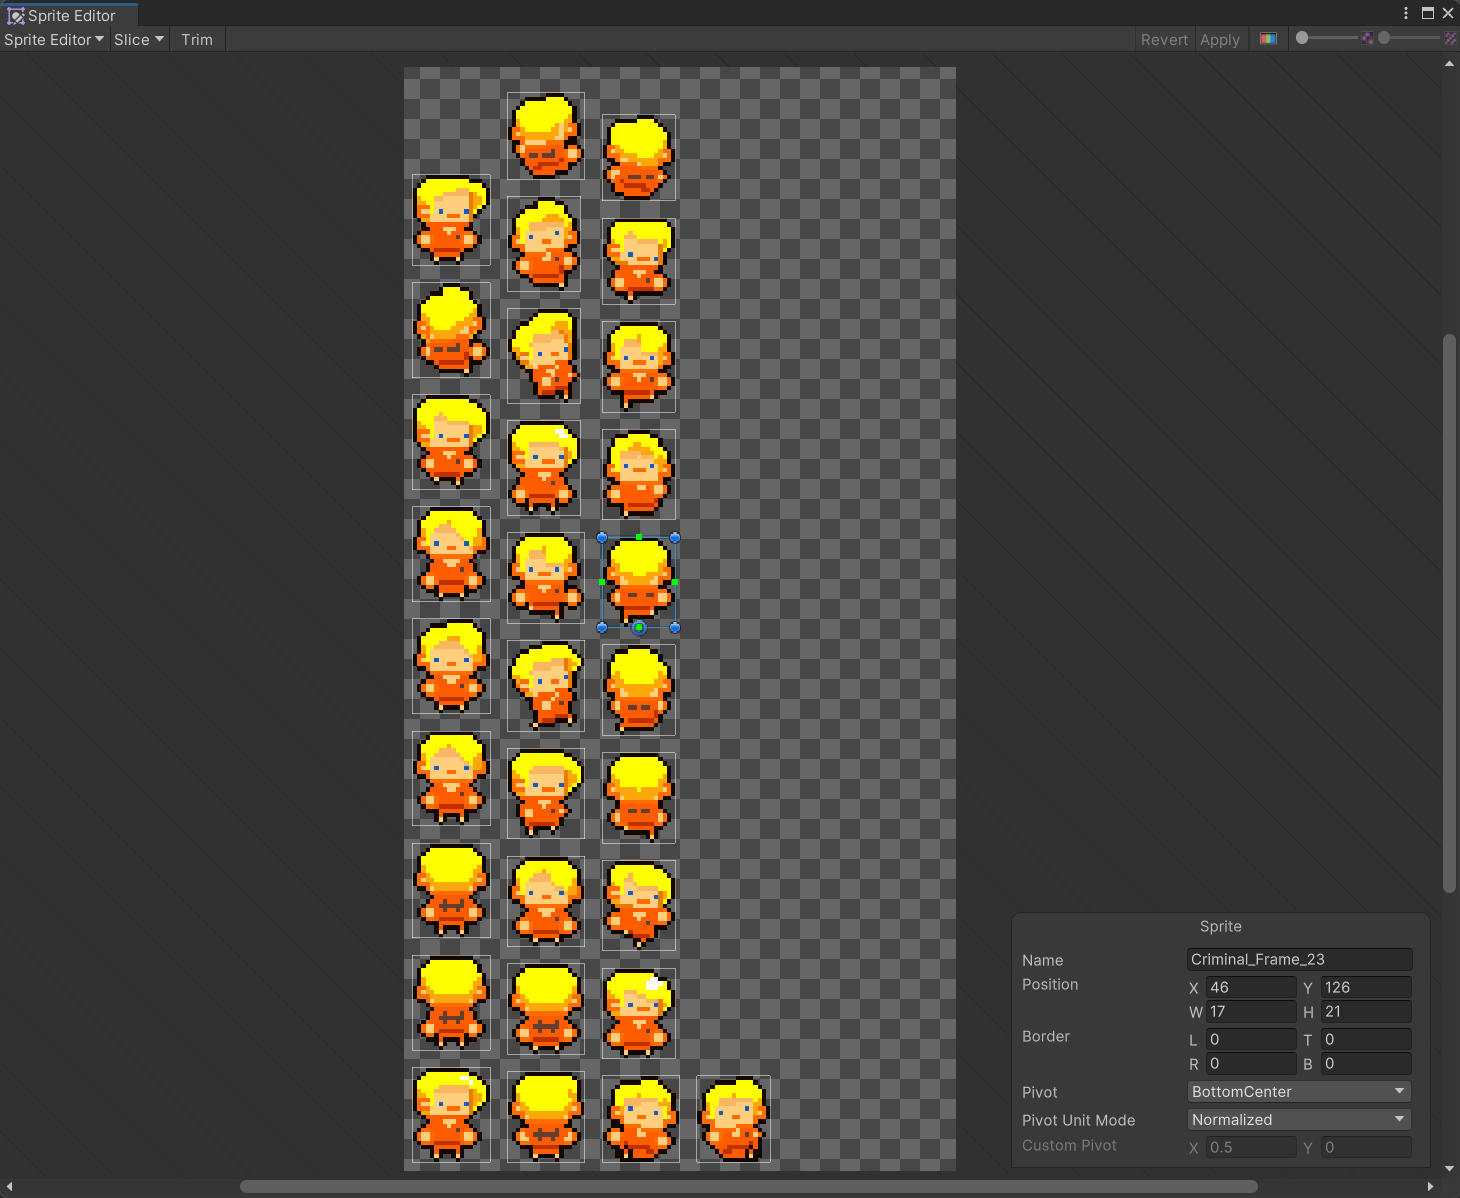 Sprite Editor
Sprite Editor Slice Trim Revert Apply
Sprite
Name Criminal_Frame_23
Position X 46 Y 126
W 17 H 21
Border L 0 T 0
R 0 B 0
Pivot BottomCenter
Pivot Unit Mode Normalized
Custom Pivot X 0.5 Y 0